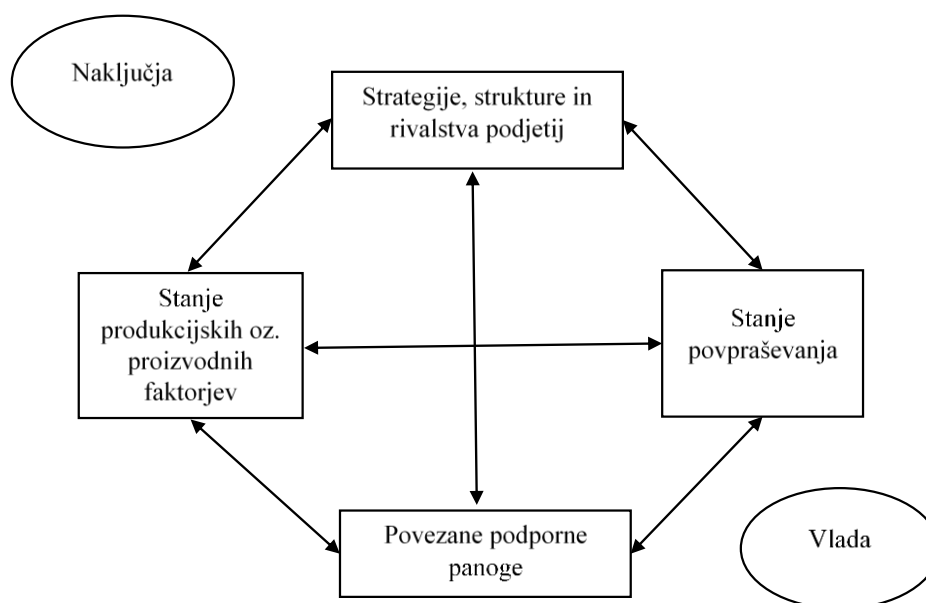 Naključja
Strategije, strukture in
rivalstva podjetij
Stanje
produkcijskih oz.
proizvodnih
faktorjev
Stanje
povpraševanja
Povezane podporne
panoge
Vlada